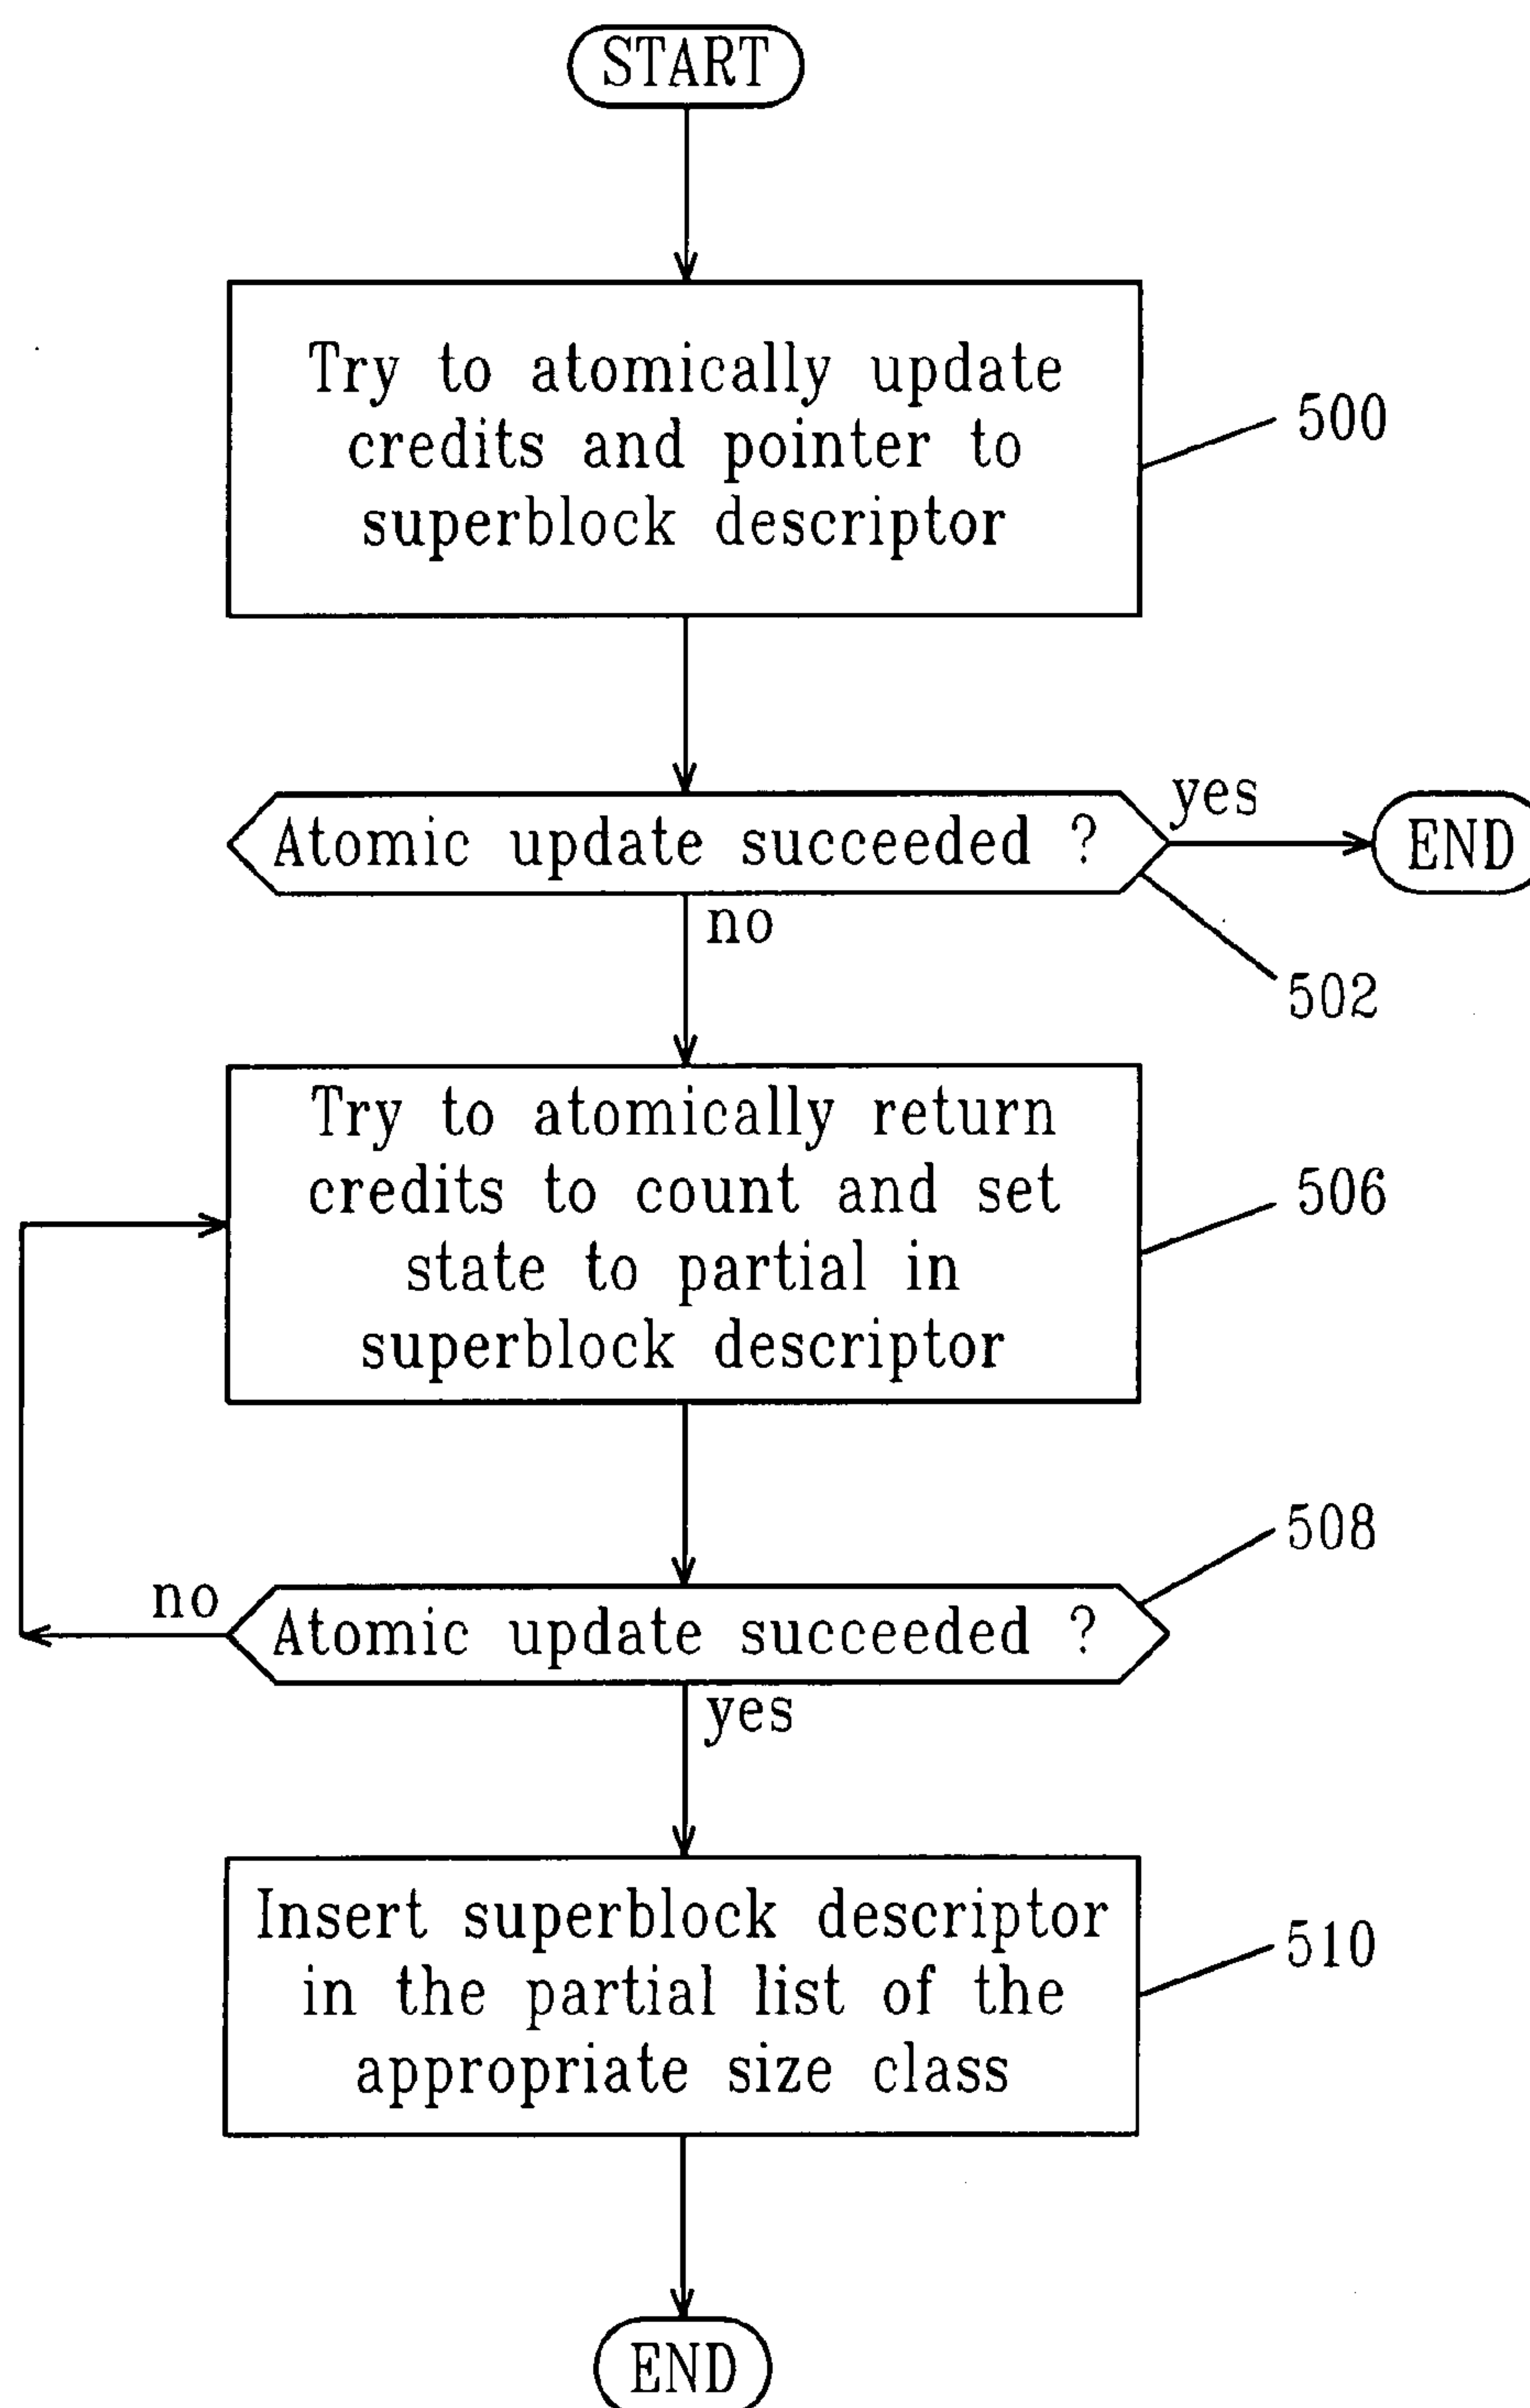 START
Try to atomically update
credits and pointer to
superblock descriptor
500
Atomic update succeeded ?
yes
END
no
502
Try to atomically return
credits to count and set
state to partial in
superblock descriptor
506
508
no
Atomic update succeeded ?
yes
Insert superblock descriptor
in the partial list of the
appropriate size class
510
END